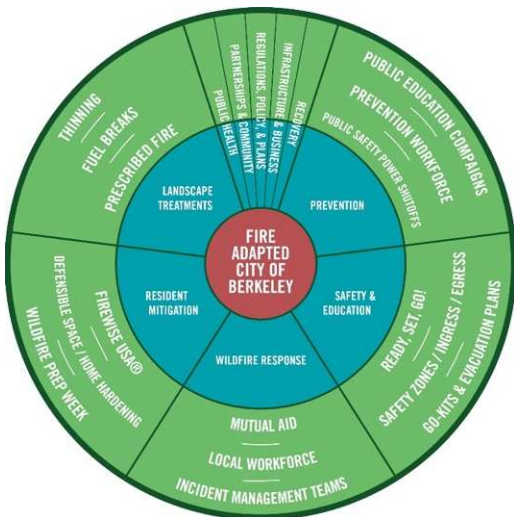 FIRE
ADAPTED
CITY OF
BERKELEY
PUBLIC HEALTH
PARTNERSHIPS & COMMUNITY
REGULATIONS, POLICY, & PLANS
INFRASTRUCTURE & BUSINESS
RECOVERY
PREVENTION
PUBLIC EDUCATION CAMPAIGNS
PREVENTION WORKFORCE
PUBLIC SAFETY POWER SHUTOFFS
SAFETY &
EDUCATION
READY, SET, GO!
SAFETY ZONES / INGRESS / EGRESS
GO-KITS & EVACUATION PLANS
WILDFIRE RESPONSE
MUTUAL AID
LOCAL WORKFORCE
INCIDENT MANAGEMENT TEAMS
RESIDENT
MITIGATION
FIREWISE USA®
DEFENSIBLE SPACE / HOME HARDENING
WILDFIRE PREP WEEK
LANDSCAPE
TREATMENTS
THINNING
FUEL BREAKS
PRESCRIBED FIRE